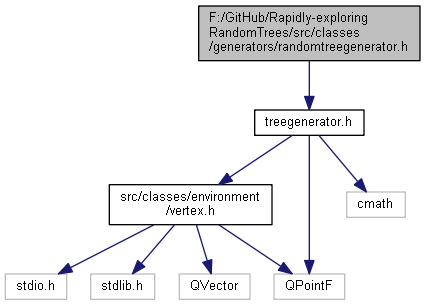 F:/GitHub/Rapidly-exploring
RandomTrees/src/classes
/generators/randomtreegenerator.h
treegenerator.h
src/classes/environment
/vertex.h
cmath
stdio.h
stdlib.h
QVector
QPointF